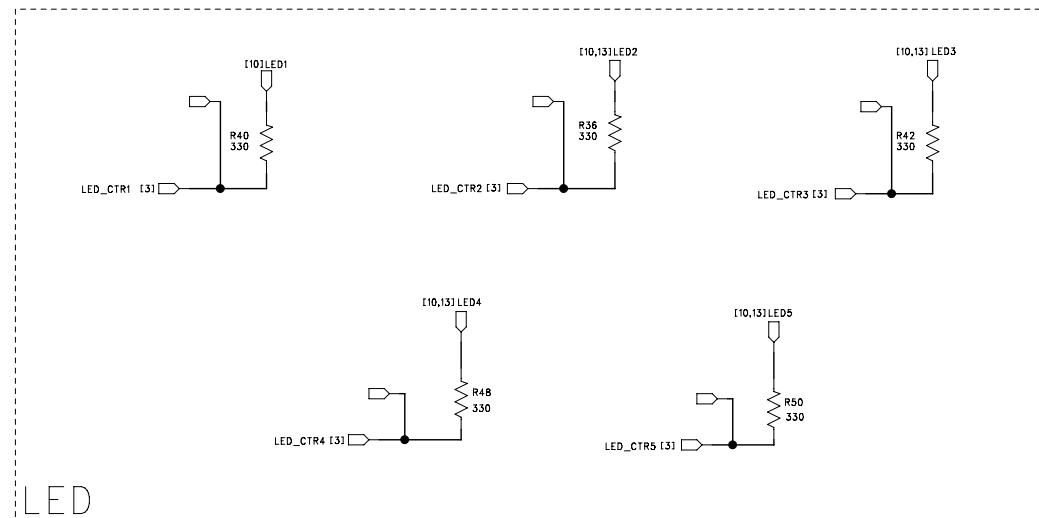 [10]LED1
R40
330
LED_CTR1 [3]
[10,13]LED2
R36
330
LED_CTR2 [3]
[10,13]LED3
R42
330
LED_CTR3 [3]
[10,13]LED4
R48
330
LED_CTR4 [3]
[10,13]LED5
R50
330
LED_CTR5 [3]
LED